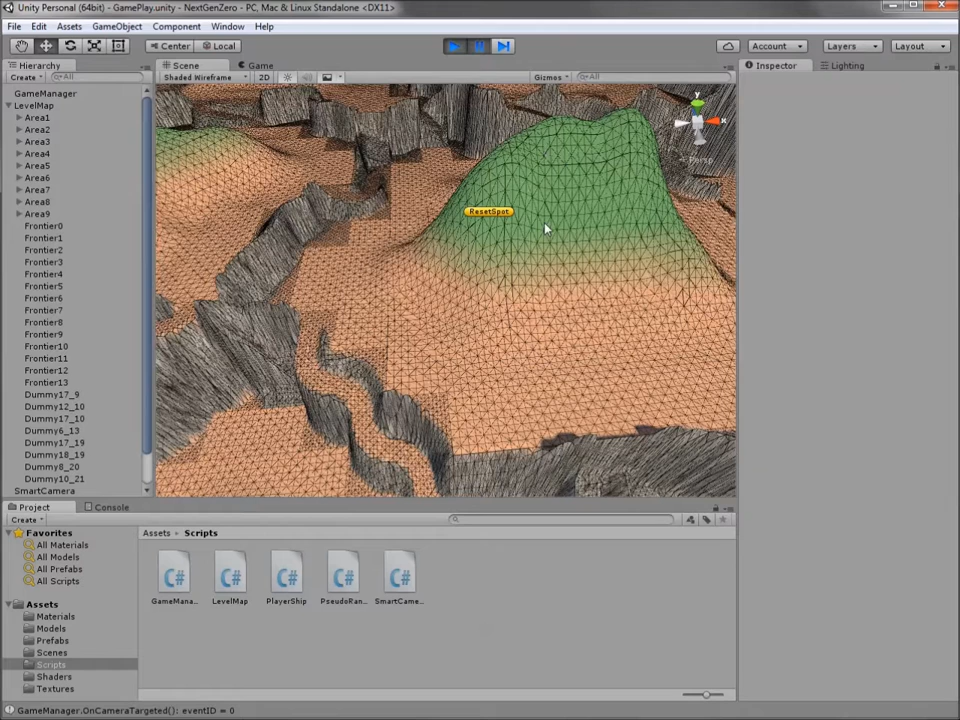 Unity Personal (64bit) - GamePlay.unity - NextGenZero - PC, Mac & Linux Standalone <DX11>
File Edit Assets GameObject Component Window Help
Center Local Account Layers Layout
Hierarchy
Create All
GameManager
LevelMap
Area1
Area2
Area3
Area4
Area5
Area6
Area7
Area8
Area9
Frontier0
Frontier1
Frontier2
Frontier3
Frontier4
Frontier5
Frontier6
Frontier7
Frontier8
Frontier9
Frontier10
Frontier11
Frontier12
Frontier13
Dummy17_9
Dummy12_10
Dummy17_10
Dummy6_13
Dummy17_19
Dummy18_19
Dummy8_20
Dummy10_21
SmartCamera
Scene Game
Shaded Wireframe 2D Gizmos All
y
x
Persp
ResetSpot
Inspector Lighting
Project Console
Create
Favorites
All Materials
All Models
All Prefabs
All Scripts
Assets
Materials
Models
Prefabs
Scenes
Scripts
Shaders
Textures
Assets Scripts
GameMana... LevelMap PlayerShip PseudoRan... SmartCame...
GameManager.OnCameraTargeted(): eventID = 0